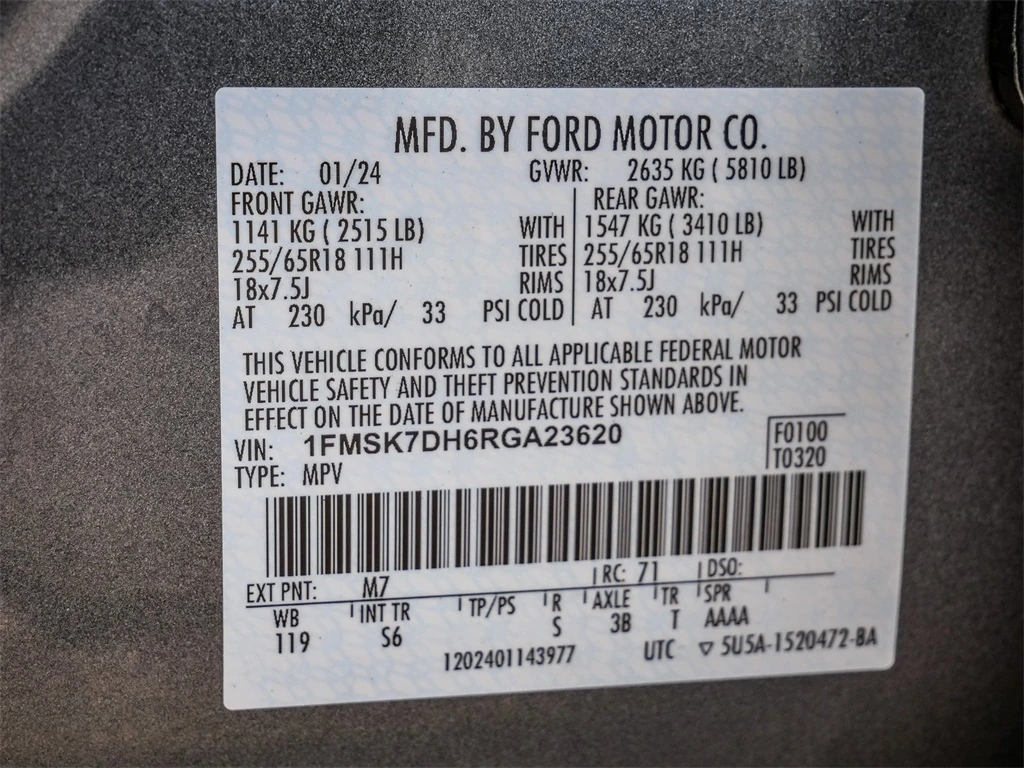 MFD. BY FORD MOTOR CO.
DATE: 01/24 GVWR: 2635 KG ( 5810 LB)
FRONT GAWR: REAR GAWR:
1141 KG ( 2515 LB) WITH 1547 KG ( 3410 LB) WITH
255/65R18 111H TIRES 255/65R18 111H TIRES
18x7.5J RIMS 18x7.5J RIMS
AT 230 kPa/ 33 PSI COLD AT 230 kPa/ 33 PSI COLD
THIS VEHICLE CONFORMS TO ALL APPLICABLE FEDERAL MOTOR
VEHICLE SAFETY AND THEFT PREVENTION STANDARDS IN
EFFECT ON THE DATE OF MANUFACTURE SHOWN ABOVE.
VIN: 1FMSK7DH6RGA23620 F0100
TYPE: MPV T0320
EXT PNT: M7 RC: 71 DSO:
WB INT TR TP/PS R AXLE TR SPR
119 S6 S 3B T AAAA
1202401143977 UTC ▽ 5U5A-1520472-BA